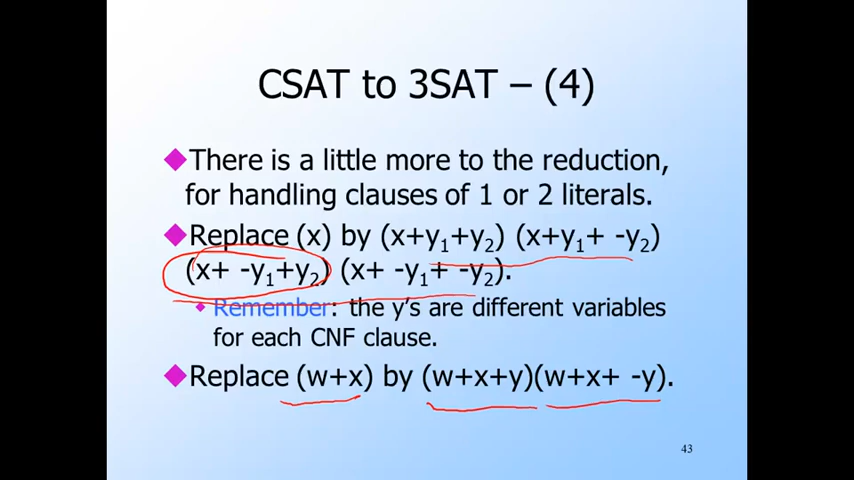 CSAT to 3SAT – (4)
There is a little more to the reduction,
for handling clauses of 1 or 2 literals.
Replace (x) by (x+y₁+y₂) (x+y₁+ -y₂)
(x+ -y₁+y₂) (x+ -y₁+ -y₂).
Remember: the y's are different variables
for each CNF clause.
Replace (w+x) by (w+x+y)(w+x+ -y).
43